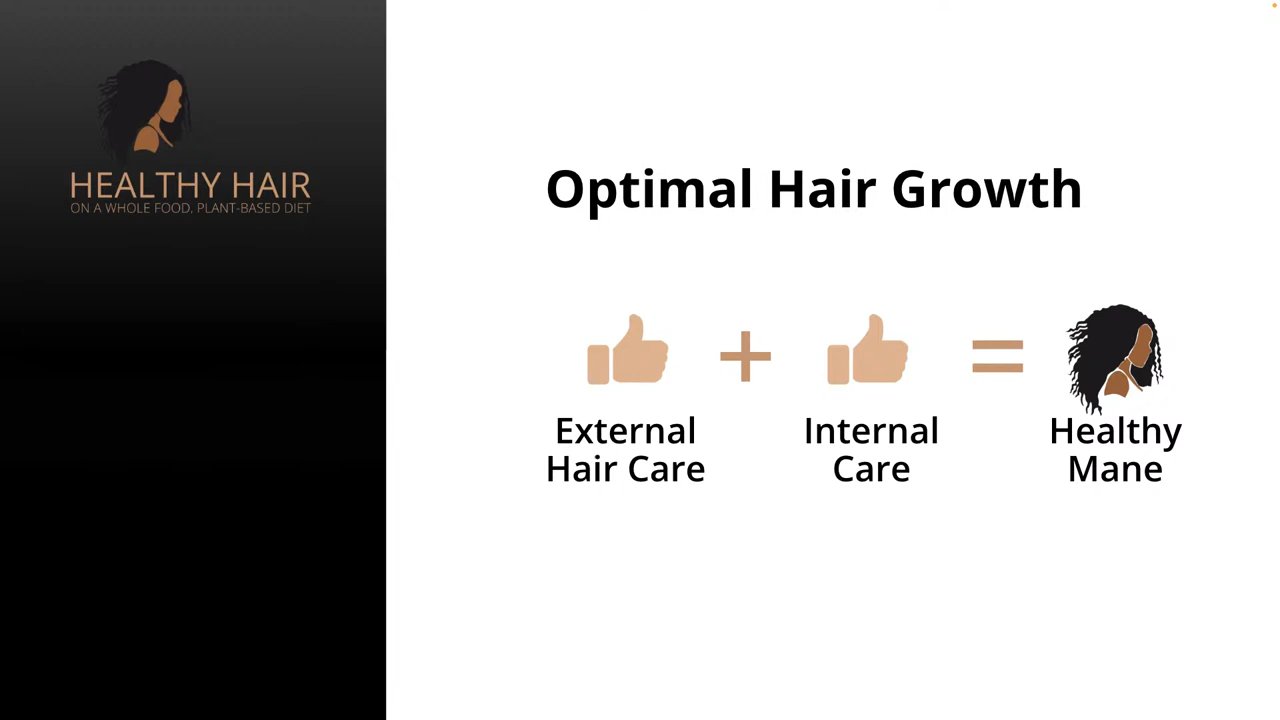 HEALTHY HAIR
ON A WHOLE FOOD, PLANT-BASED DIET
Optimal Hair Growth
+
=
External
Hair Care
Internal
Care
Healthy
Mane